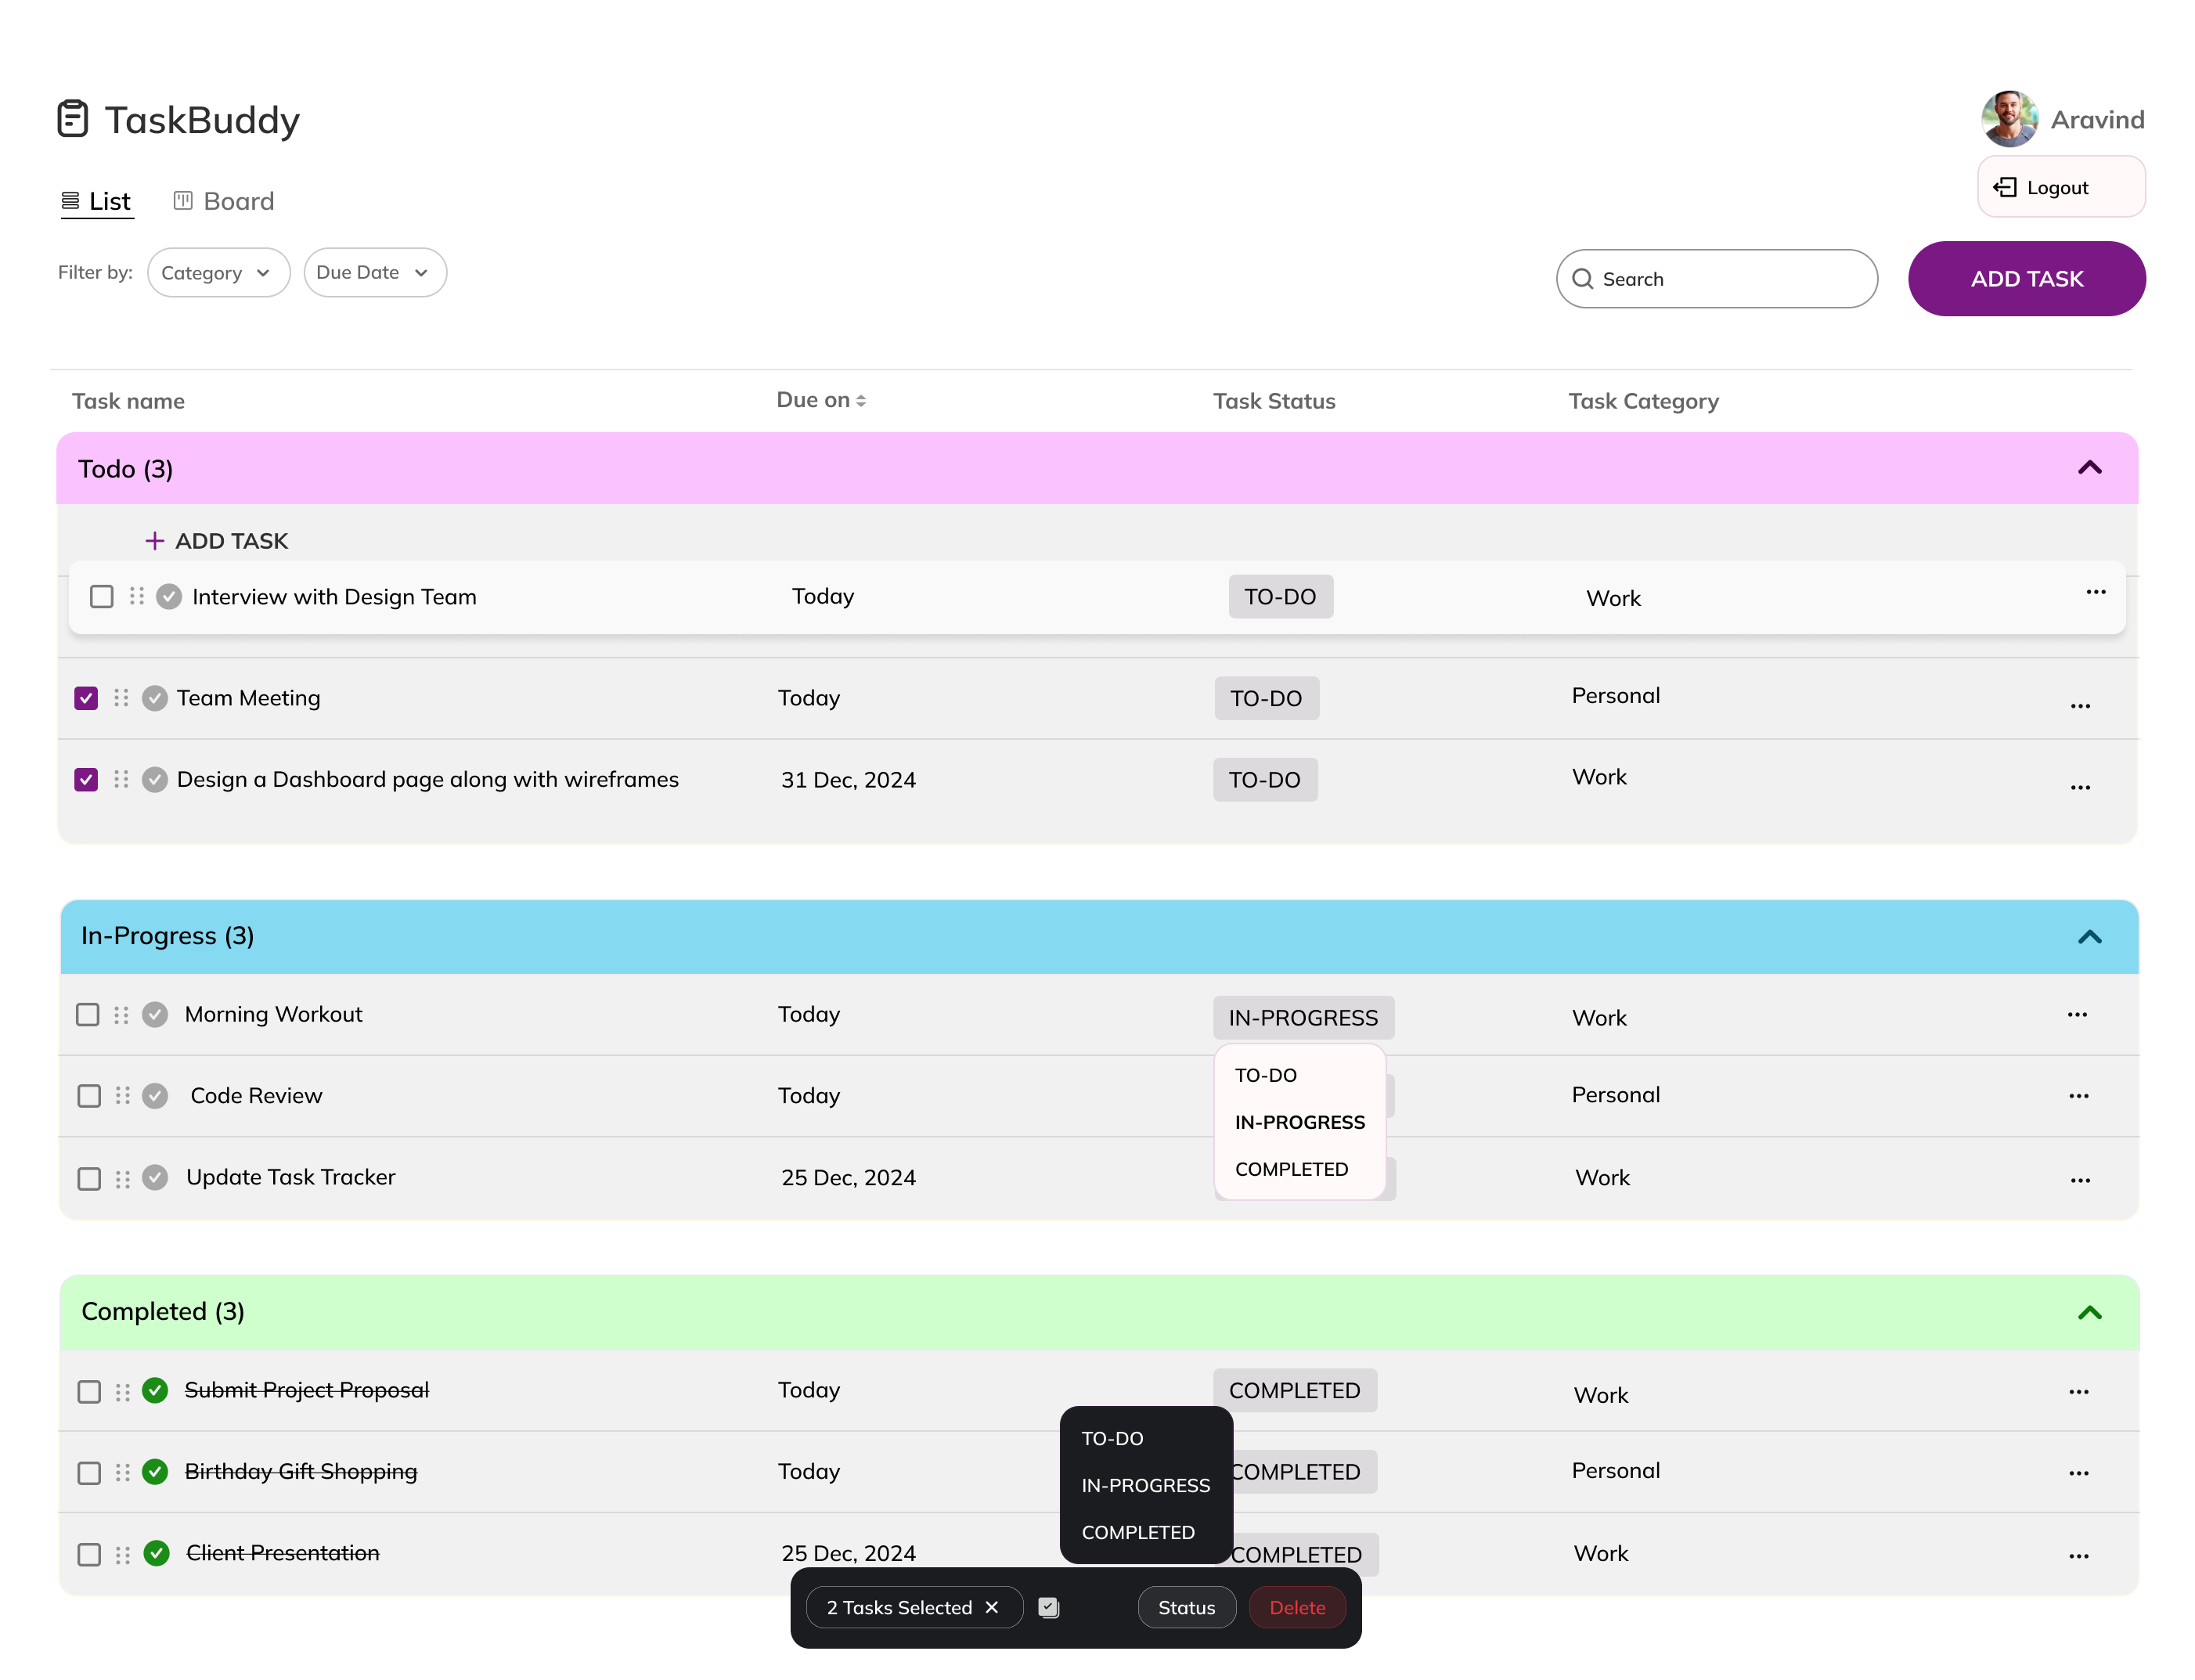 TaskBuddy
Aravind
List Board
Logout
Filter by: Category Due Date
Search
ADD TASK
Task name Due on Task Status Task Category
Todo (3)
ADD TASK
Interview with Design Team Today TO-DO Work
Team Meeting Today TO-DO Personal
Design a Dashboard page along with wireframes 31 Dec, 2024 TO-DO Work
In-Progress (3)
Morning Workout Today IN-PROGRESS Work
TO-DO
Code Review Today Personal
IN-PROGRESS
COMPLETED
Update Task Tracker 25 Dec, 2024 Work
Completed (3)
Submit Project Proposal Today COMPLETED Work
TO-DO
Birthday Gift Shopping Today COMPLETED Personal
IN-PROGRESS
COMPLETED
Client Presentation 25 Dec, 2024 COMPLETED Work
2 Tasks Selected Status Delete